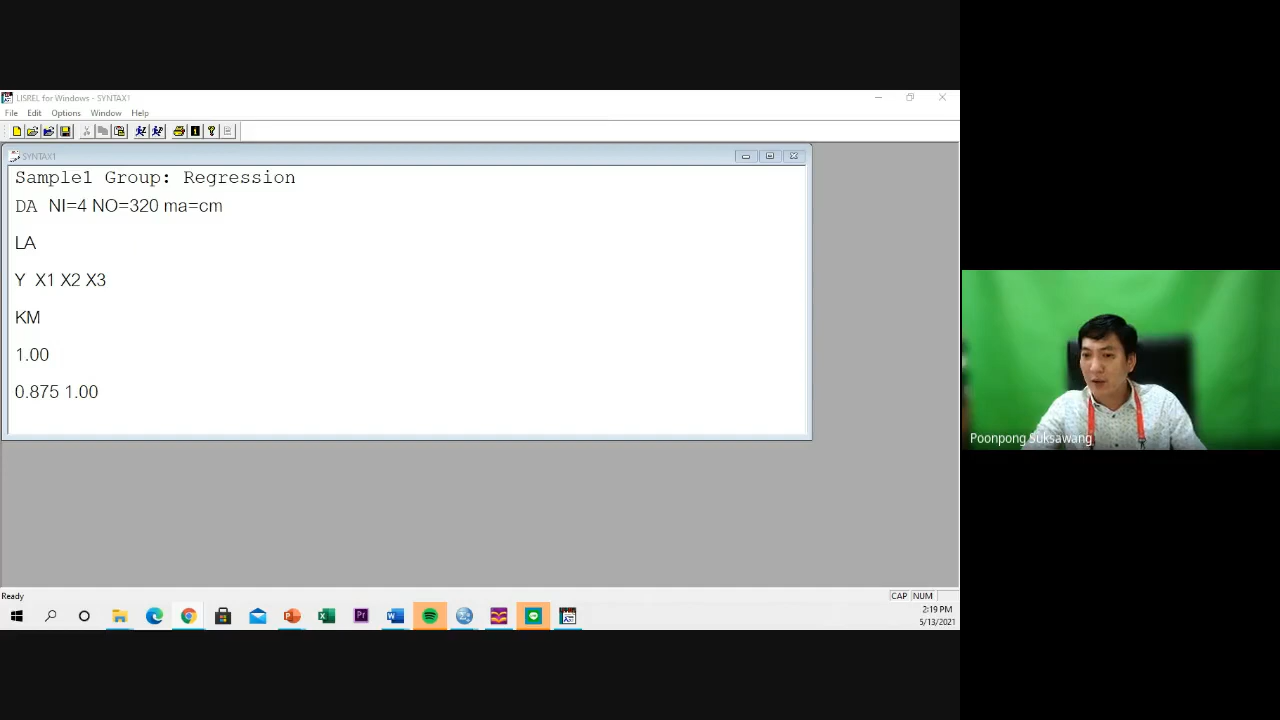 LISREL for Windows - SYNTAX1
File Edit Options Window Help
SYNTAX1
Sample1 Group: Regression
DA NI=4 NO=320 ma=cm
LA
Y X1 X2 X3
KM
1.00
0.875 1.00
Poonpong Suksawang
Ready
CAP NUM
2:19 PM
5/13/2021